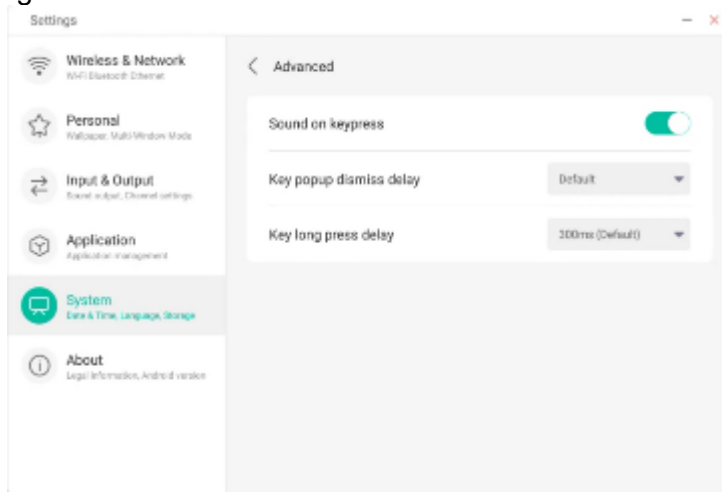 Settings
Wireless & Network
Wi-Fi Bluetooth Ethernet
Personal
Wallpaper, Multi-Window Mode
Input & Output
Sound output, Channel settings
Application
Application management
System
Date & Time, Language, Storage
About
Legal Information, Android version
Advanced
Sound on keypress
Key popup dismiss delay
Default
Key long press delay
300ms (Default)